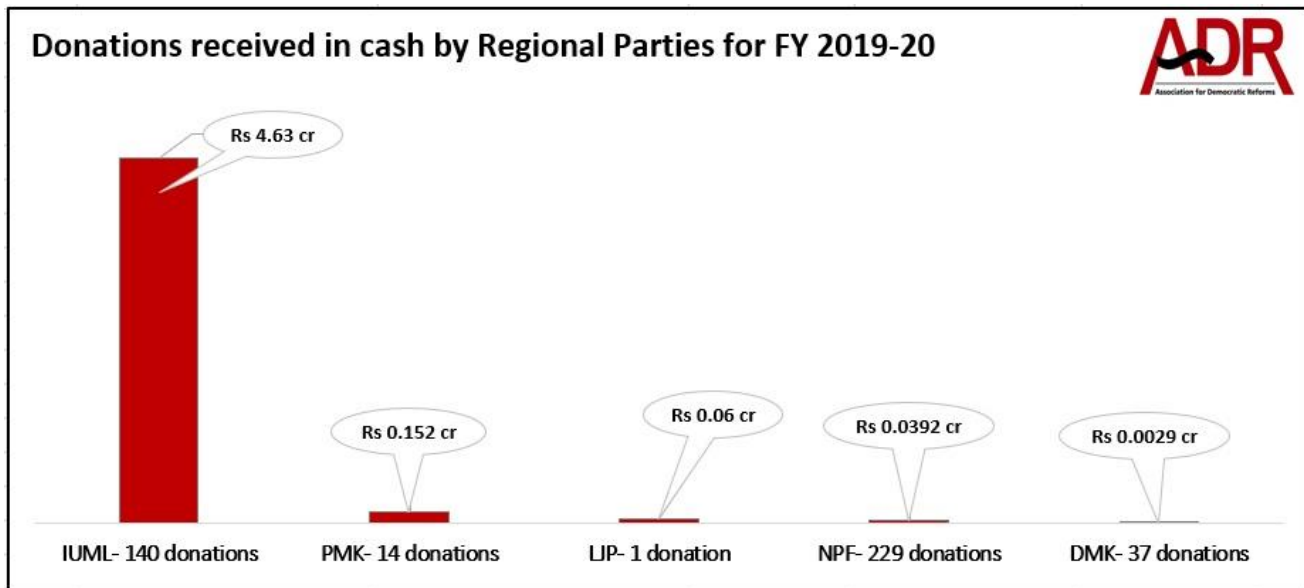 Donations received in cash by Regional Parties for FY 2019-20
ADR
Association for Democratic Reforms
Rs 4.63 cr
Rs 0.152 cr
Rs 0.06 cr
Rs 0.0392 cr
Rs 0.0029 cr
IUML- 140 donations
PMK- 14 donations
LJP- 1 donation
NPF- 229 donations
DMK- 37 donations